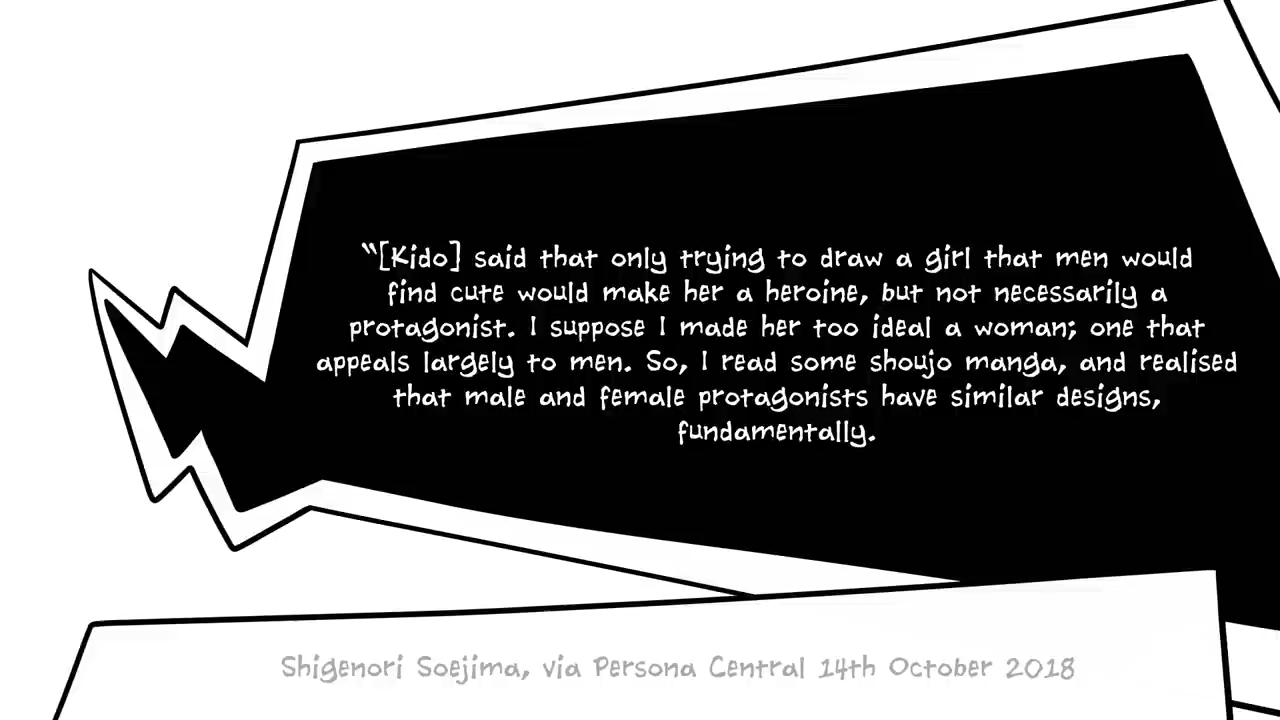 “[Kido] said that only trying to draw a girl that men would
find cute would make her a heroine, but not necessarily a
protagonist. I suppose I made her too ideal a woman; one that
appeals largely to men. So, I read some shoujo manga, and realised
that male and female protagonists have similar designs,
fundamentally.
Shigenori Soejima, via Persona Central 14th October 2018